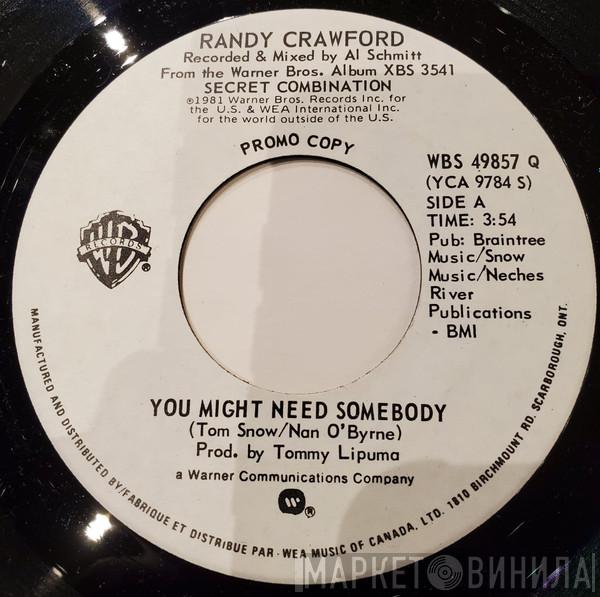 RANDY CRAWFORD
Recorded & Mixed by Al Schmitt
From the Warner Bros. Album XBS 3541
SECRET COMBINATION
℗1981 Warner Bros. Records Inc. for
the U.S. & WEA International Inc.
for the world outside of the U.S.
PROMO COPY
WBS 49857 Q
(YCA 9784 S)
SIDE A
TIME: 3:54
Pub: Braintree
Music/Snow
Music/Neches
River
Publications
- BMI
WB
RECORDS
®
YOU MIGHT NEED SOMEBODY
(Tom Snow/Nan O'Byrne)
Prod. by Tommy Lipuma
a Warner Communications Company
®
MANUFACTURED AND DISTRIBUTED BY/FABRIQUE ET DISTRIBUE PAR - WEA MUSIC OF CANADA, LTD. 1810 BIRCHMOUNT RD. SCARBOROUGH, ONT.
МАРКЕТ ВИНИЛА